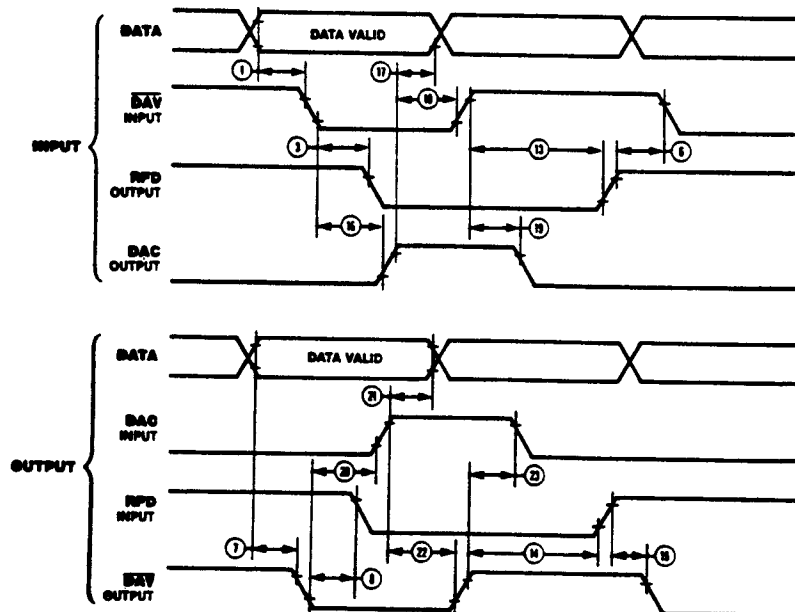 DATA
DATA VALID
1
17
18
DAV
INPUT
INPUT
3
13
6
RFD
OUTPUT
16
19
DAC
OUTPUT
DATA
DATA VALID
21
DAC
INPUT
OUTPUT
20
23
RFD
INPUT
7
8
22
14
15
DAV
OUTPUT